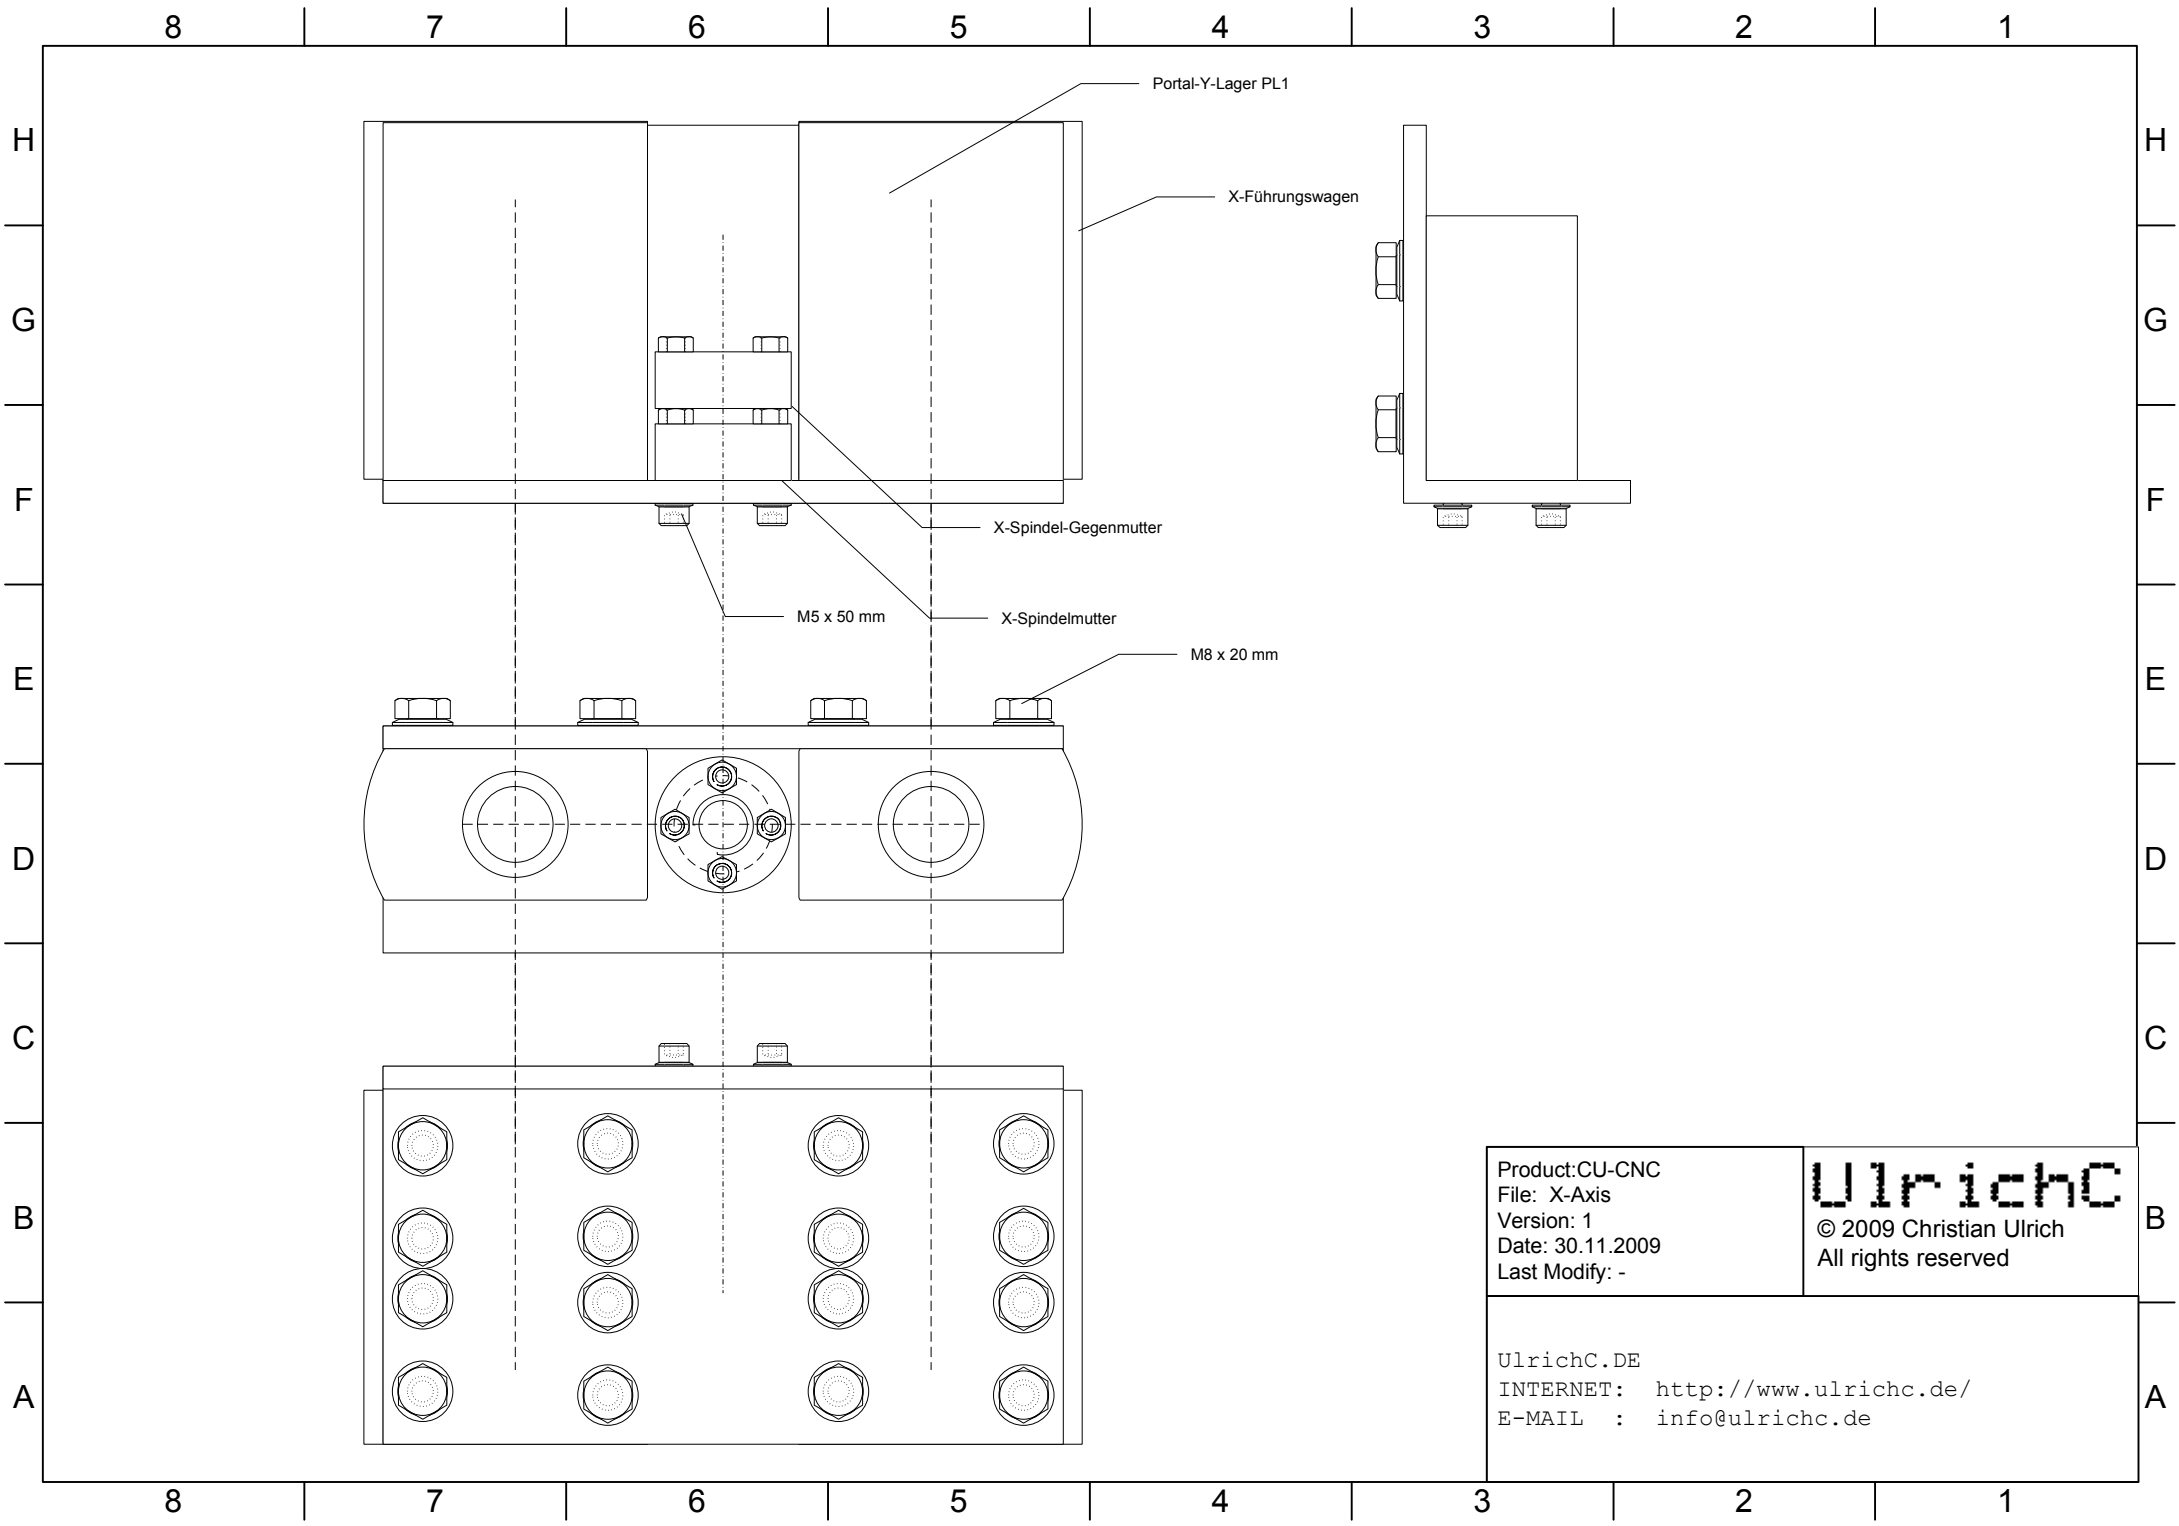 8 7 6 5 4 3 2 1
Portal-Y-Lager PL1
H H
X-Führungswagen
G G
F F
X-Spindel-Gegenmutter
M5 x 50 mm
X-Spindelmutter
M8 x 20 mm
E E
D D
C C
Product:CU-CNC
File: X-Axis
Version: 1
Date: 30.11.2009
Last Modify: -
UlrichC
© 2009 Christian Ulrich
All rights reserved
B B
UlrichC.DE
INTERNET: http://www.ulrichc.de/
E-MAIL : info@ulrichc.de
A A
8 7 6 5 4 3 2 1